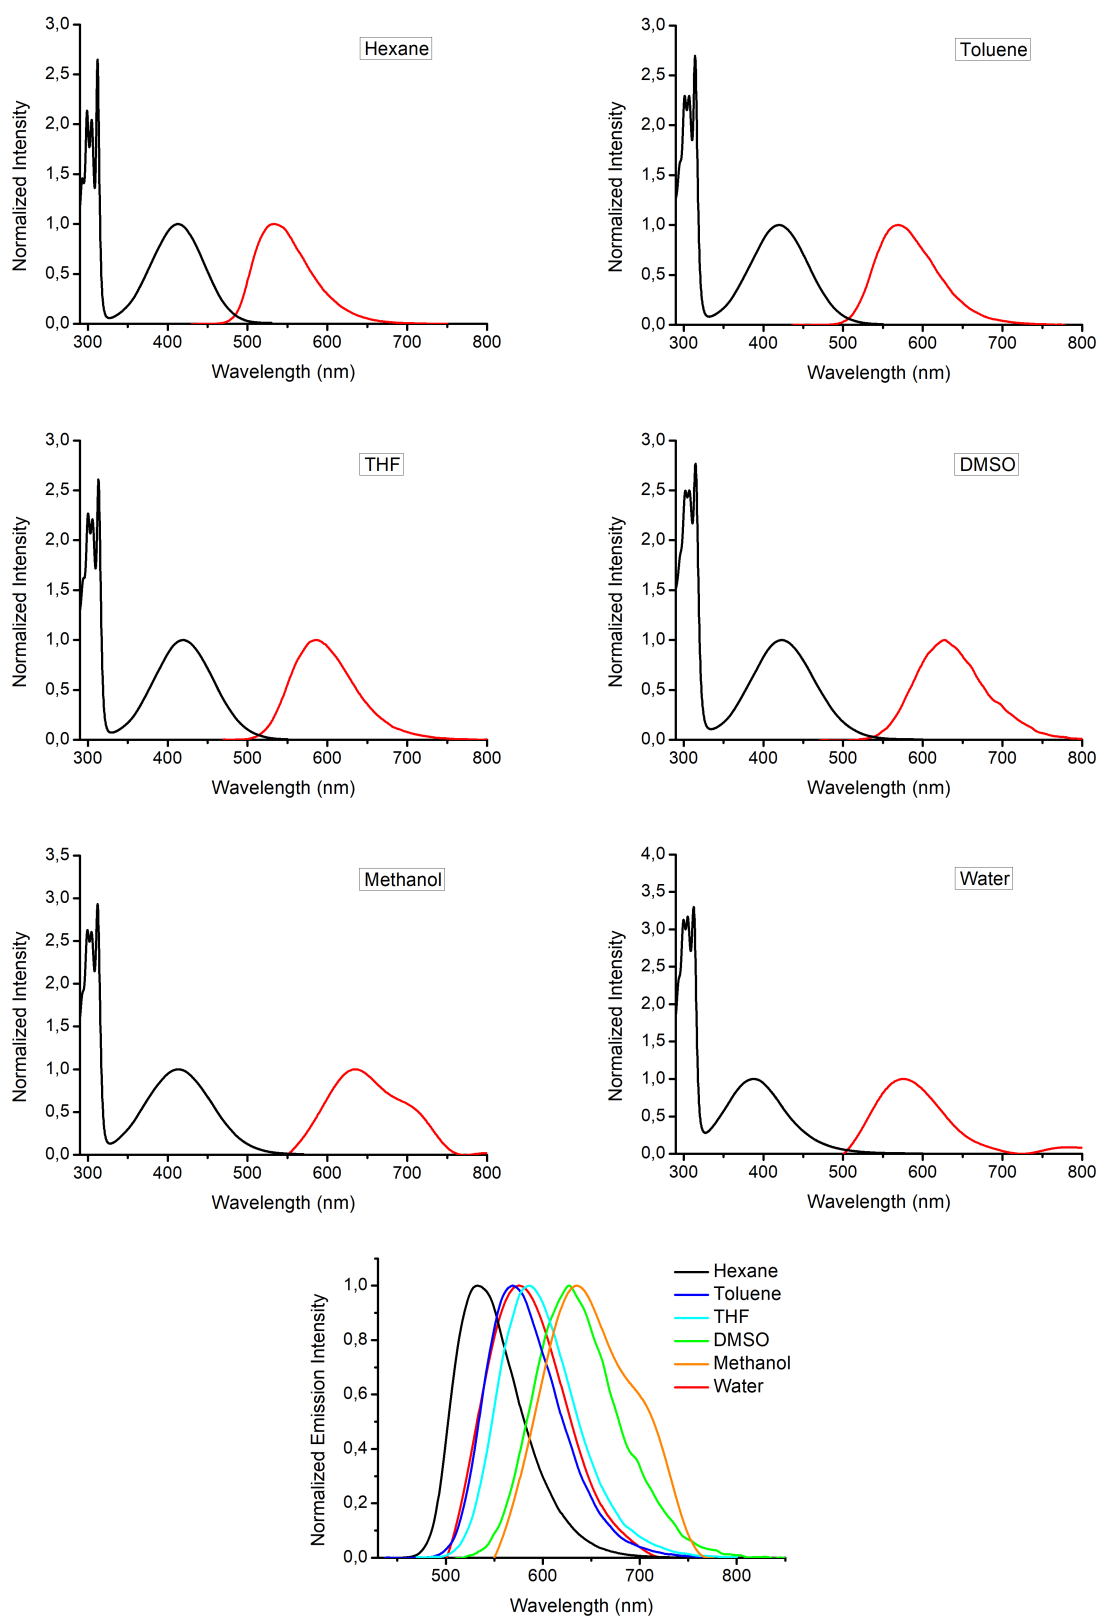 3,0
2,5
2,0
1,5
1,0
0,5
0,0
Normalized Intensity
Hexane
300 400 500 600 700 800
Wavelength (nm)
3,0
2,5
2,0
1,5
1,0
0,5
0,0
Normalized Intensity
Toluene
300 400 500 600 700 800
Wavelength (nm)
3,0
2,5
2,0
1,5
1,0
0,5
0,0
Normalized Intensity
THF
300 400 500 600 700 800
Wavelength (nm)
3,0
2,5
2,0
1,5
1,0
0,5
0,0
Normalized Intensity
DMSO
300 400 500 600 700 800
Wavelength (nm)
3,5
3,0
2,5
2,0
1,5
1,0
0,5
0,0
Normalized Intensity
Methanol
300 400 500 600 700 800
Wavelength (nm)
4,0
3,5
3,0
2,5
2,0
1,5
1,0
0,5
0,0
Normalized Intensity
Water
300 400 500 600 700 800
Wavelength (nm)
1,0
0,8
0,6
0,4
0,2
0,0
Normalized Emission Intensity
Hexane
Toluene
THF
DMSO
Methanol
Water
500 600 700 800
Wavelength (nm)